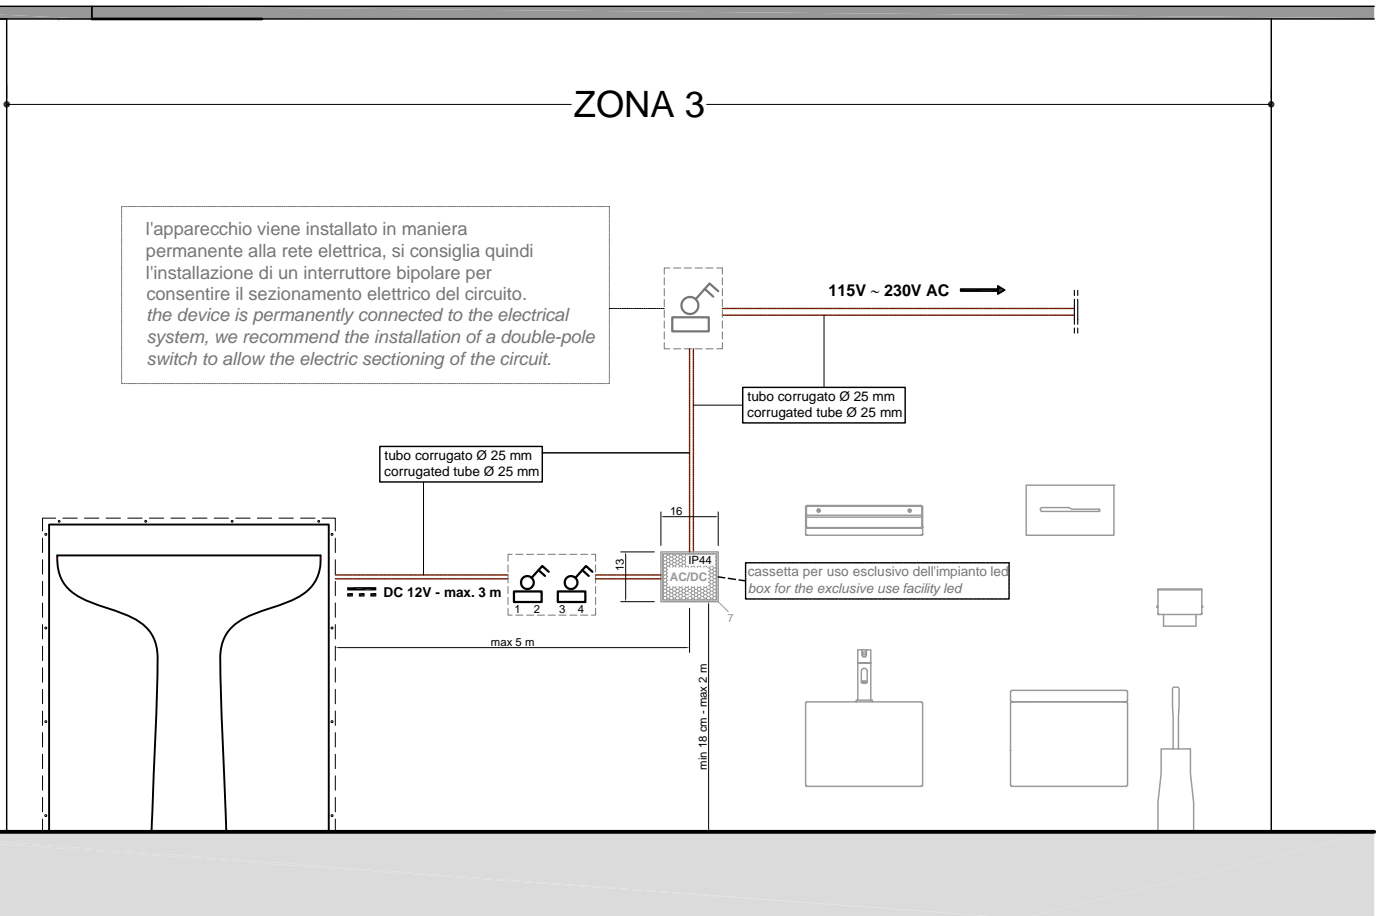 ZONA 3
l'apparecchio viene installato in maniera
permanente alla rete elettrica, si consiglia quindi
l'installazione di un interruttore bipolare per
consentire il sezionamento elettrico del circuito.
the device is permanently connected to the electrical
system, we recommend the installation of a double-pole
switch to allow the electric sectioning of the circuit.
115V ~ 230V AC
tubo corrugato Ø 25 mm
corrugated tube Ø 25 mm
tubo corrugato Ø 25 mm
corrugated tube Ø 25 mm
16
13
IP44
AC/DC
cassetta per uso esclusivo dell'impianto led
box for the exclusive use facility led
7
DC 12V - max. 3 m
1 2 3 4
max 5 m
min 18 cm - max 2 m